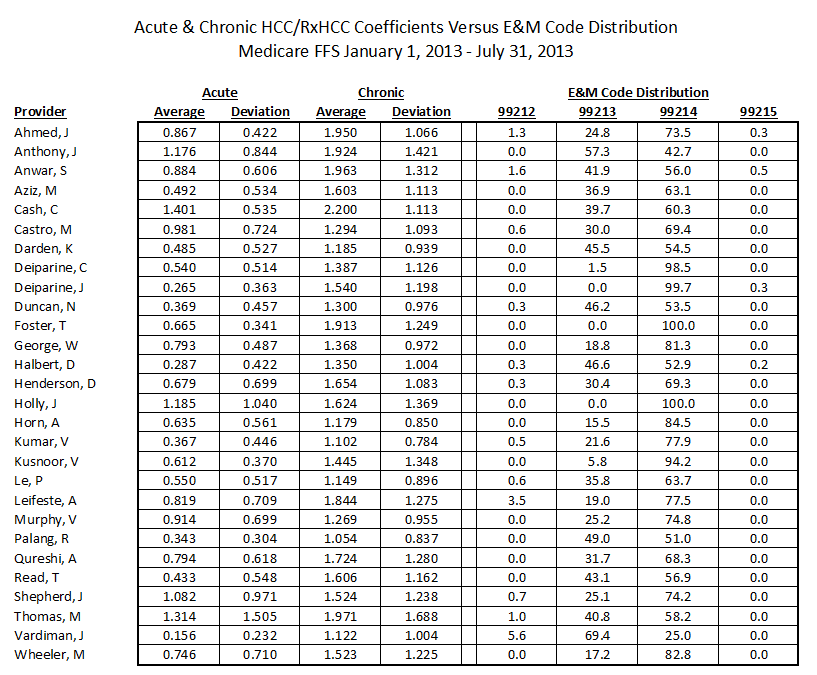 Acute & Chronic HCC/RxHCC Coefficients Versus E&M Code Distribution
Medicare FFS January 1, 2013 - July 31, 2013
Acute Chronic E&M Code Distribution
Provider Average Deviation Average Deviation 99212 99213 99214 99215
Ahmed, J 0.867 0.422 1.950 1.066 1.3 24.8 73.5 0.3
Anthony, J 1.176 0.844 1.924 1.421 0.0 57.3 42.7 0.0
Anwar, S 0.884 0.606 1.963 1.312 1.6 41.9 56.0 0.5
Aziz, M 0.492 0.534 1.603 1.113 0.0 36.9 63.1 0.0
Cash, C 1.401 0.535 2.200 1.113 0.0 39.7 60.3 0.0
Castro, M 0.981 0.724 1.294 1.093 0.6 30.0 69.4 0.0
Darden, K 0.485 0.527 1.185 0.939 0.0 45.5 54.5 0.0
Deiparine, C 0.540 0.514 1.387 1.126 0.0 1.5 98.5 0.0
Deiparine, J 0.265 0.363 1.540 1.198 0.0 0.0 99.7 0.3
Duncan, N 0.369 0.457 1.300 0.976 0.3 46.2 53.5 0.0
Foster, T 0.665 0.341 1.913 1.249 0.0 0.0 100.0 0.0
George, W 0.793 0.487 1.368 0.972 0.0 18.8 81.3 0.0
Halbert, D 0.287 0.422 1.350 1.004 0.3 46.6 52.9 0.2
Henderson, D 0.679 0.699 1.654 1.083 0.3 30.4 69.3 0.0
Holly, J 1.185 1.040 1.624 1.369 0.0 0.0 100.0 0.0
Horn, A 0.635 0.561 1.179 0.850 0.0 15.5 84.5 0.0
Kumar, V 0.367 0.446 1.102 0.784 0.5 21.6 77.9 0.0
Kusnoor, V 0.612 0.370 1.445 1.348 0.0 5.8 94.2 0.0
Le, P 0.550 0.517 1.149 0.896 0.6 35.8 63.7 0.0
Leifeste, A 0.819 0.709 1.844 1.275 3.5 19.0 77.5 0.0
Murphy, V 0.914 0.699 1.269 0.955 0.0 25.2 74.8 0.0
Palang, R 0.343 0.304 1.054 0.837 0.0 49.0 51.0 0.0
Qureshi, A 0.794 0.618 1.724 1.280 0.0 31.7 68.3 0.0
Read, T 0.433 0.548 1.606 1.162 0.0 43.1 56.9 0.0
Shepherd, J 1.082 0.971 1.524 1.238 0.7 25.1 74.2 0.0
Thomas, M 1.314 1.505 1.971 1.688 1.0 40.8 58.2 0.0
Vardiman, J 0.156 0.232 1.122 1.004 5.6 69.4 25.0 0.0
Wheeler, M 0.746 0.710 1.523 1.225 0.0 17.2 82.8 0.0